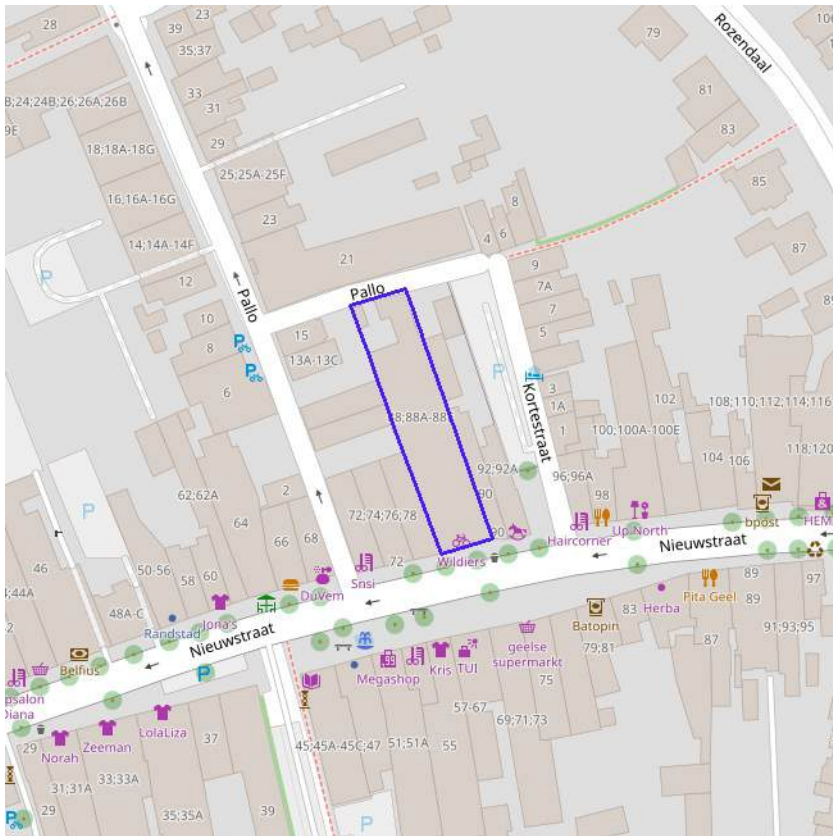 28
23
39
35;37
79
Rozendaal
33
31
29
81
83
B;24;24B;26;26A;26B
9E
18;18A-18G
25;25A-25F
85
16;16A-16G
8
23
4
6
14;14A-14F
87
21
9
P
12
Pallo
7A
Pallo
7
10
15
5
8
13A-13C
P
6
3
102
1A
108;110;112;114;116
8;88A-88
Kortestraat
1
100;100A-100E
118;120
92;92A
104
106
96;96A
2
90
98
62;62A
72;74;76;78
bpost
HEMA
P
64
90
Haircorner
Up North
66
68
72
Wildiers
Nieuwstraat
50-56
60
Snsi
89
46
58
DuVem
97
;44A
48A-C
Jona's
Herba
Pita Geel
89
Randstad
83
Batopin
Nieuwstraat
87
91;93;95
Belfius
79;81
P
geelse
supermarkt
psalon
Diana
Megashop
Kris
TUI
75
57-67
LolaLiza
69;71;73
29
Norah
Zeeman
37
45;45A-45C;47
51;51A
55
33;33A
31;31A
29
35;35A
39
P
P